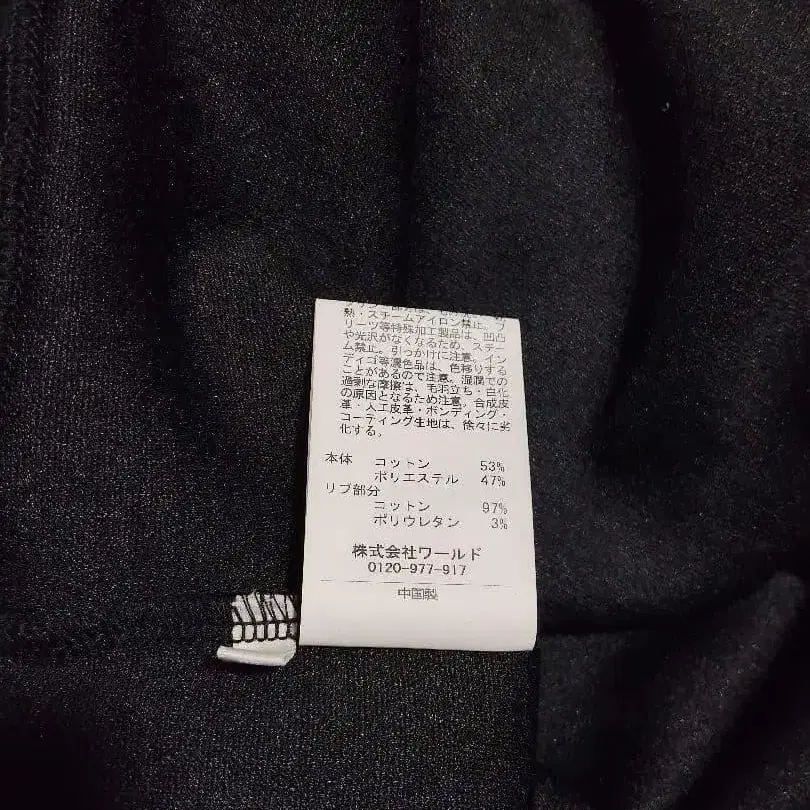 熱・スチームアイロン禁止。プ
リーツ等特殊加工製品は、凹凸
や光沢がなくなるため、スチー
ム禁止。引っかけに注意。イン
ディゴ等濃色品は、色移りする
ことがあるので注意。湿潤での
過剰な摩擦は、毛羽立ち・白化
の原因となるため注意。合成皮
革・人工皮革・ボンディング・
コーティング生地は、徐々に劣
化する。
本体 コットン 53%
ポリエステル 47%
リブ部分
コットン 97%
ポリウレタン 3%
株式会社ワールド
0120-977-917
中国製